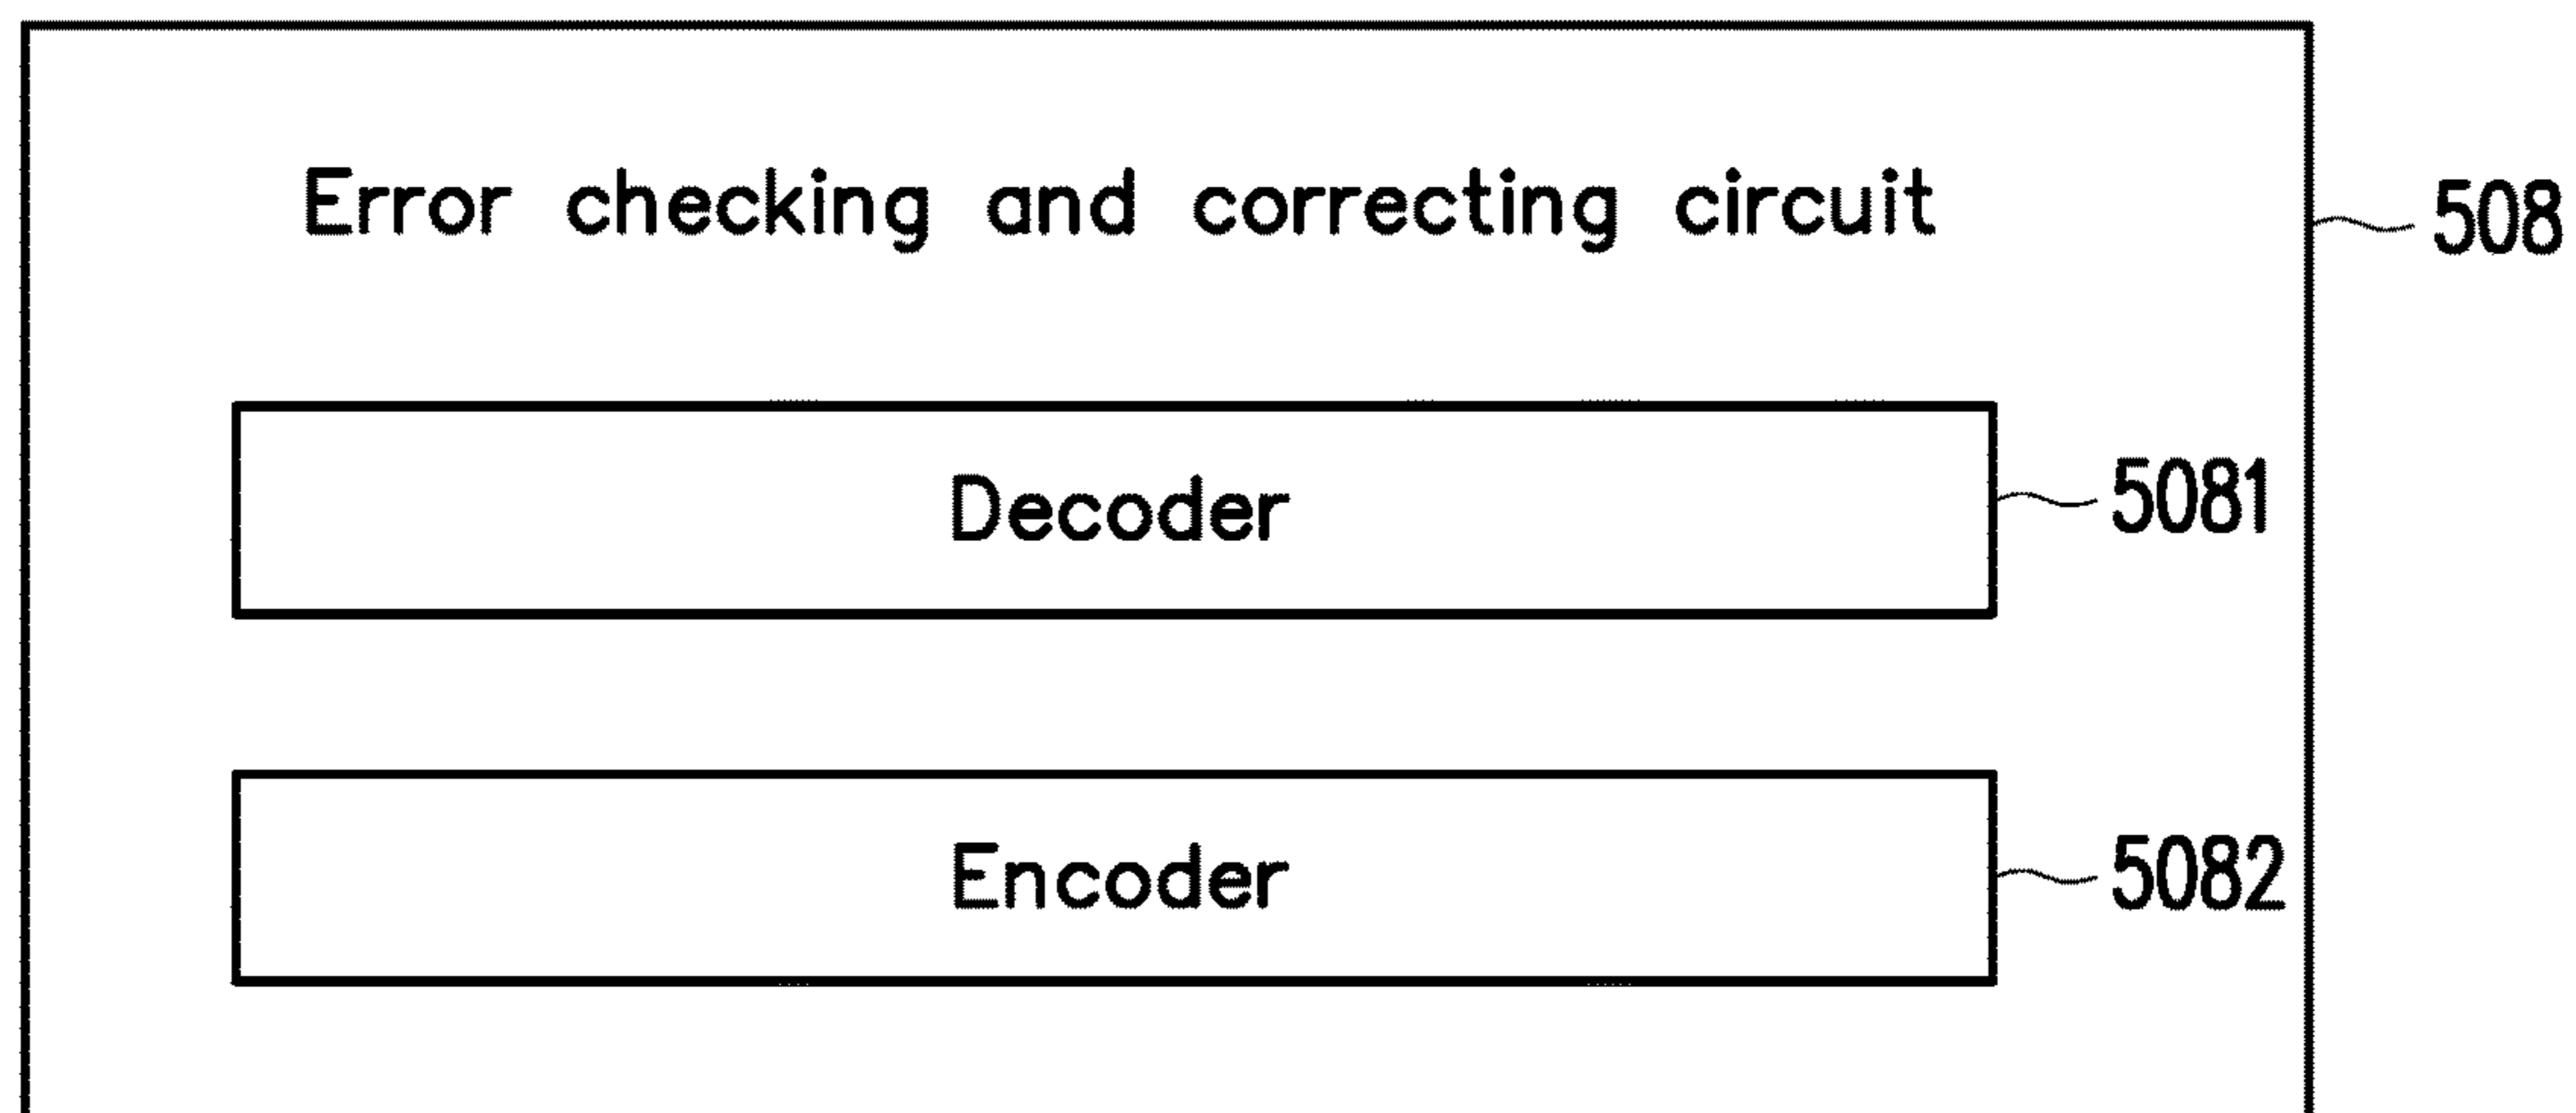 Error checking and correcting circuit
508
Decoder
5081
Encoder
5082